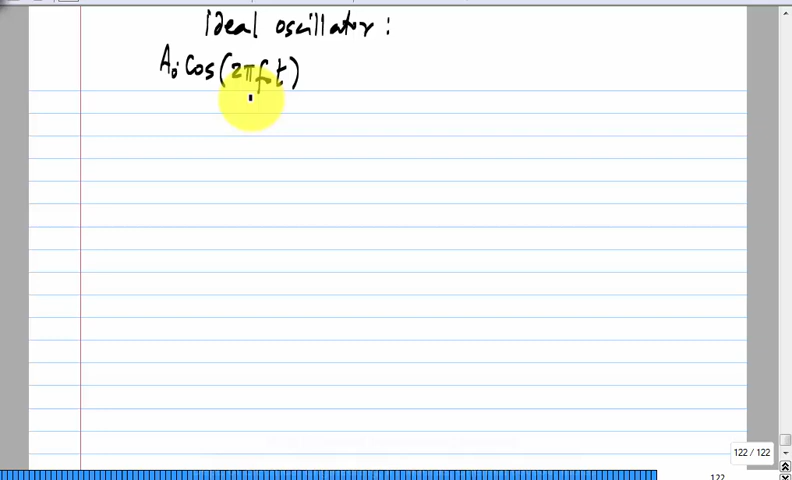 Ideal oscillator :
A₀ cos(2πf₀t)
122 / 122
122